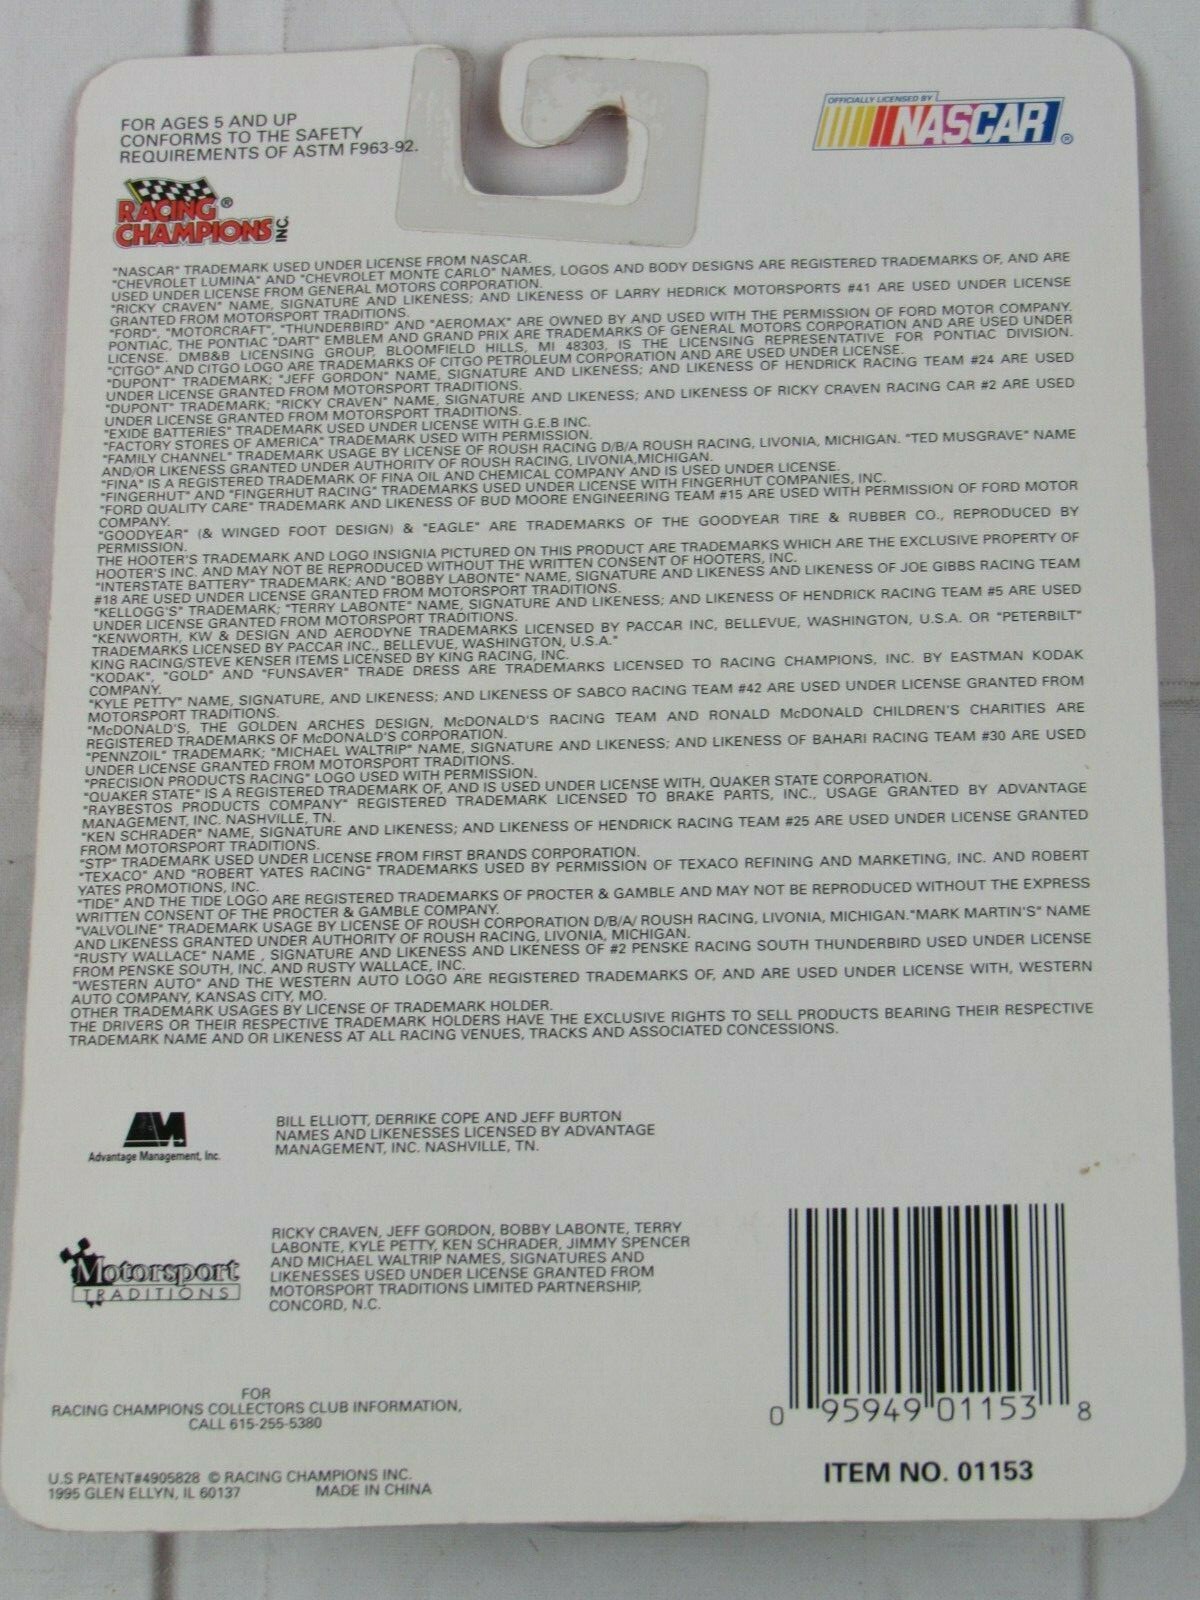 FOR AGES 5 AND UP
CONFORMS TO THE SAFETY
REQUIREMENTS OF ASTM F963-92.
OFFICIALLY LICENSED BY
NASCAR®
RACING®
CHAMPIONS INC.
"NASCAR" TRADEMARK USED UNDER LICENSE FROM NASCAR.
"CHEVROLET LUMINA" AND "CHEVROLET MONTE CARLO" NAMES, LOGOS AND BODY DESIGNS ARE REGISTERED TRADEMARKS OF, AND ARE
USED UNDER LICENSE FROM GENERAL MOTORS CORPORATION.
"RICKY CRAVEN" NAME, SIGNATURE AND LIKENESS; AND LIKENESS OF LARRY HEDRICK MOTORSPORTS #41 ARE USED UNDER LICENSE
GRANTED FROM MOTORSPORT TRADITIONS.
"FORD", "MOTORCRAFT", "THUNDERBIRD" AND "AEROMAX" ARE OWNED BY AND USED WITH THE PERMISSION OF FORD MOTOR COMPANY.
PONTIAC, THE PONTIAC "DART" EMBLEM AND GRAND PRIX ARE TRADEMARKS OF GENERAL MOTORS CORPORATION AND ARE USED UNDER
LICENSE. DMB&B LICENSING GROUP, BLOOMFIELD HILLS, MI 48303, IS THE LICENSING REPRESENTATIVE FOR PONTIAC DIVISION.
"CITGO" AND CITGO LOGO ARE TRADEMARKS OF CITGO PETROLEUM CORPORATION AND ARE USED UNDER LICENSE.
"DUPONT" TRADEMARK; "JEFF GORDON" NAME, SIGNATURE AND LIKENESS; AND LIKENESS OF HENDRICK RACING TEAM #24 ARE USED
UNDER LICENSE GRANTED FROM MOTORSPORT TRADITIONS.
"DUPONT" TRADEMARK; "RICKY CRAVEN" NAME, SIGNATURE AND LIKENESS; AND LIKENESS OF RICKY CRAVEN RACING CAR #2 ARE USED
UNDER LICENSE GRANTED FROM MOTORSPORT TRADITIONS.
"EXIDE BATTERIES" TRADEMARK USED UNDER LICENSE WITH G.E.B INC.
"FACTORY STORES OF AMERICA" TRADEMARK USED WITH PERMISSION.
"FAMILY CHANNEL" TRADEMARK USAGE BY LICENSE OF ROUSH RACING D/B/A ROUSH RACING, LIVONIA, MICHIGAN. "TED MUSGRAVE" NAME
AND/OR LIKENESS GRANTED UNDER AUTHORITY OF ROUSH RACING, LIVONIA,MICHIGAN.
"FINA" IS A REGISTERED TRADEMARK OF FINA OIL AND CHEMICAL COMPANY AND IS USED UNDER LICENSE.
"FINGERHUT" AND "FINGERHUT RACING" TRADEMARKS USED UNDER LICENSE WITH FINGERHUT COMPANIES, INC.
"FORD QUALITY CARE" TRADEMARK AND LIKENESS OF BUD MOORE ENGINEERING TEAM #15 ARE USED WITH PERMISSION OF FORD MOTOR
COMPANY.
"GOODYEAR" (& WINGED FOOT DESIGN) & "EAGLE" ARE TRADEMARKS OF THE GOODYEAR TIRE & RUBBER CO., REPRODUCED BY
PERMISSION.
THE HOOTER'S TRADEMARK AND LOGO INSIGNIA PICTURED ON THIS PRODUCT ARE TRADEMARKS WHICH ARE THE EXCLUSIVE PROPERTY OF
HOOTER'S INC. AND MAY NOT BE REPRODUCED WITHOUT THE WRITTEN CONSENT OF HOOTERS, INC.
"INTERSTATE BATTERY" TRADEMARK; AND "BOBBY LABONTE" NAME, SIGNATURE AND LIKENESS AND LIKENESS OF JOE GIBBS RACING TEAM
#18 ARE USED UNDER LICENSE GRANTED FROM MOTORSPORT TRADITIONS.
"KELLOGG'S" TRADEMARK; "TERRY LABONTE" NAME, SIGNATURE AND LIKENESS; AND LIKENESS OF HENDRICK RACING TEAM #5 ARE USED
UNDER LICENSE GRANTED FROM MOTORSPORT TRADITIONS.
"KENWORTH, KW & DESIGN AND AERODYNE TRADEMARKS LICENSED BY PACCAR INC, BELLEVUE, WASHINGTON, U.S.A. OR "PETERBILT"
TRADEMARKS LICENSED BY PACCAR INC., BELLEVUE, WASHINGTON, U.S.A."
KING RACING/STEVE KENSER ITEMS LICENSED BY KING RACING, INC.
"KODAK", "GOLD" AND "FUNSAVER" TRADE DRESS ARE TRADEMARKS LICENSED TO RACING CHAMPIONS, INC. BY EASTMAN KODAK
COMPANY.
"KYLE PETTY" NAME, SIGNATURE, AND LIKENESS; AND LIKENESS OF SABCO RACING TEAM #42 ARE USED UNDER LICENSE GRANTED FROM
MOTORSPORT TRADITIONS.
"McDONALD'S, THE GOLDEN ARCHES DESIGN, McDONALD'S RACING TEAM AND RONALD McDONALD CHILDREN'S CHARITIES ARE
REGISTERED TRADEMARKS OF McDONALD'S CORPORATION.
"PENNZOIL" TRADEMARK; "MICHAEL WALTRIP" NAME, SIGNATURE AND LIKENESS; AND LIKENESS OF BAHARI RACING TEAM #30 ARE USED
UNDER LICENSE GRANTED FROM MOTORSPORT TRADITIONS.
"PRECISION PRODUCTS RACING" LOGO USED WITH PERMISSION.
"QUAKER STATE" IS A REGISTERED TRADEMARK OF, AND IS USED UNDER LICENSE WITH, QUAKER STATE CORPORATION.
"RAYBESTOS PRODUCTS COMPANY" REGISTERED TRADEMARK LICENSED TO BRAKE PARTS, INC., USAGE GRANTED BY ADVANTAGE
MANAGEMENT, INC. NASHVILLE, TN.
"KEN SCHRADER" NAME, SIGNATURE AND LIKENESS; AND LIKENESS OF HENDRICK RACING TEAM #25 ARE USED UNDER LICENSE GRANTED
FROM MOTORSPORT TRADITIONS.
"STP" TRADEMARK USED UNDER LICENSE FROM FIRST BRANDS CORPORATION.
"TEXACO" AND "ROBERT YATES RACING" TRADEMARKS USED BY PERMISSION OF TEXACO REFINING AND MARKETING, INC. AND ROBERT
YATES PROMOTIONS, INC.
"TIDE" AND THE TIDE LOGO ARE REGISTERED TRADEMARKS OF PROCTER & GAMBLE AND MAY NOT BE REPRODUCED WITHOUT THE EXPRESS
WRITTEN CONSENT OF THE PROCTER & GAMBLE COMPANY.
"VALVOLINE" TRADEMARK USAGE BY LICENSE OF ROUSH CORPORATION D/B/A/ ROUSH RACING, LIVONIA, MICHIGAN."MARK MARTIN'S" NAME
AND LIKENESS GRANTED UNDER AUTHORITY OF ROUSH RACING, LIVONIA, MICHIGAN.
"RUSTY WALLACE" NAME , SIGNATURE AND LIKENESS AND LIKENESS OF #2 PENSKE RACING SOUTH THUNDERBIRD USED UNDER LICENSE
FROM PENSKE SOUTH, INC. AND RUSTY WALLACE, INC.
"WESTERN AUTO" AND THE WESTERN AUTO LOGO ARE REGISTERED TRADEMARKS OF, AND ARE USED UNDER LICENSE WITH, WESTERN
AUTO COMPANY, KANSAS CITY, MO.
OTHER TRADEMARK USAGES BY LICENSE OF TRADEMARK HOLDER.
THE DRIVERS OR THEIR RESPECTIVE TRADEMARK HOLDERS HAVE THE EXCLUSIVE RIGHTS TO SELL PRODUCTS BEARING THEIR RESPECTIVE
TRADEMARK NAME AND OR LIKENESS AT ALL RACING VENUES, TRACKS AND ASSOCIATED CONCESSIONS.
AM
Advantage Management, Inc.
BILL ELLIOTT, DERRIKE COPE AND JEFF BURTON
NAMES AND LIKENESSES LICENSED BY ADVANTAGE
MANAGEMENT, INC. NASHVILLE, TN.
Motorsport
TRADITIONS
RICKY CRAVEN, JEFF GORDON, BOBBY LABONTE, TERRY
LABONTE, KYLE PETTY, KEN SCHRADER, JIMMY SPENCER
AND MICHAEL WALTRIP NAMES, SIGNATURES AND
LIKENESSES USED UNDER LICENSE GRANTED FROM
MOTORSPORT TRADITIONS LIMITED PARTNERSHIP,
CONCORD, N.C.
FOR
RACING CHAMPIONS COLLECTORS CLUB INFORMATION,
CALL 615-255-5380
0 95949 01153 8
ITEM NO. 01153
U.S PATENT#4905828 © RACING CHAMPIONS INC.
1995 GLEN ELLYN, IL 60137 MADE IN CHINA